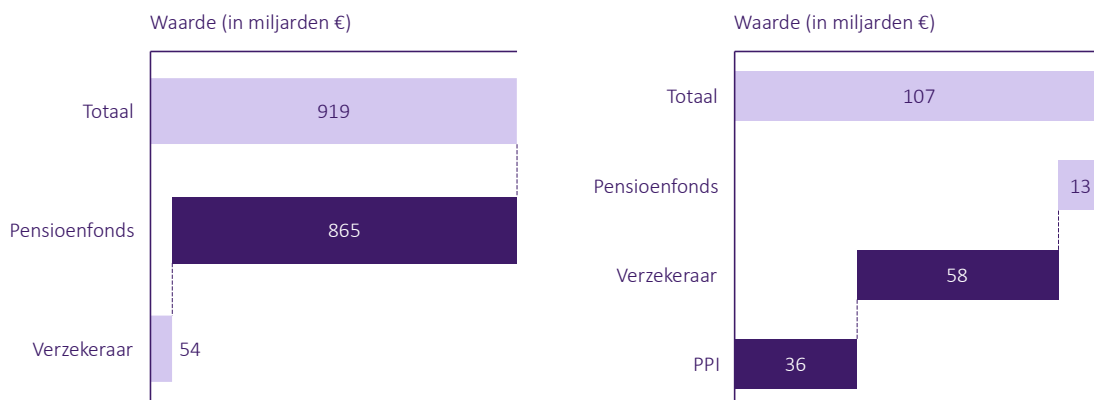 Waarde (in miljarden €)
Totaal
919
Pensioenfonds
865
Verzekeraar
54
Waarde (in miljarden €)
Totaal
107
Pensioenfonds
13
Verzekeraar
58
PPI
36